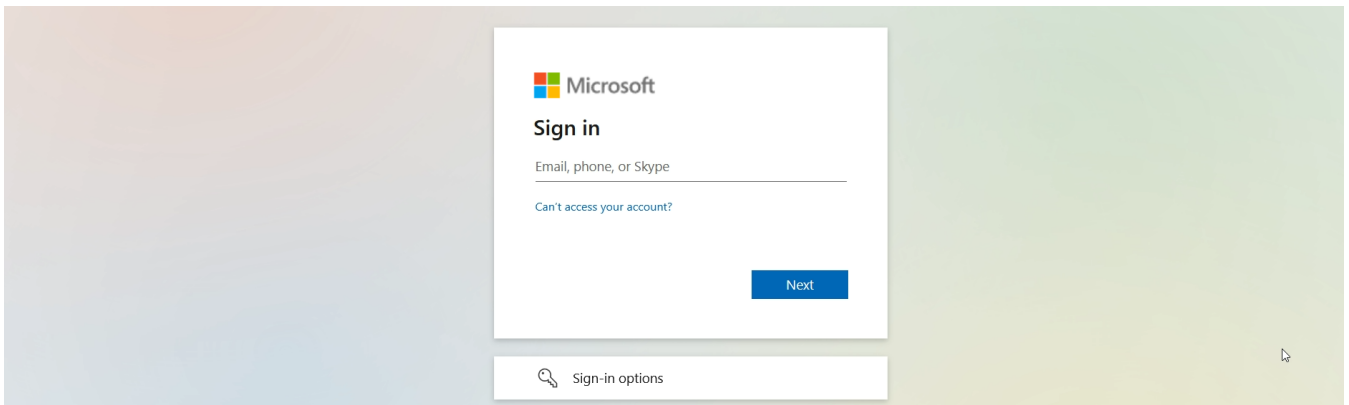 Microsoft
Sign in
Email, phone, or Skype
Can't access your account?
Next
Sign-in options